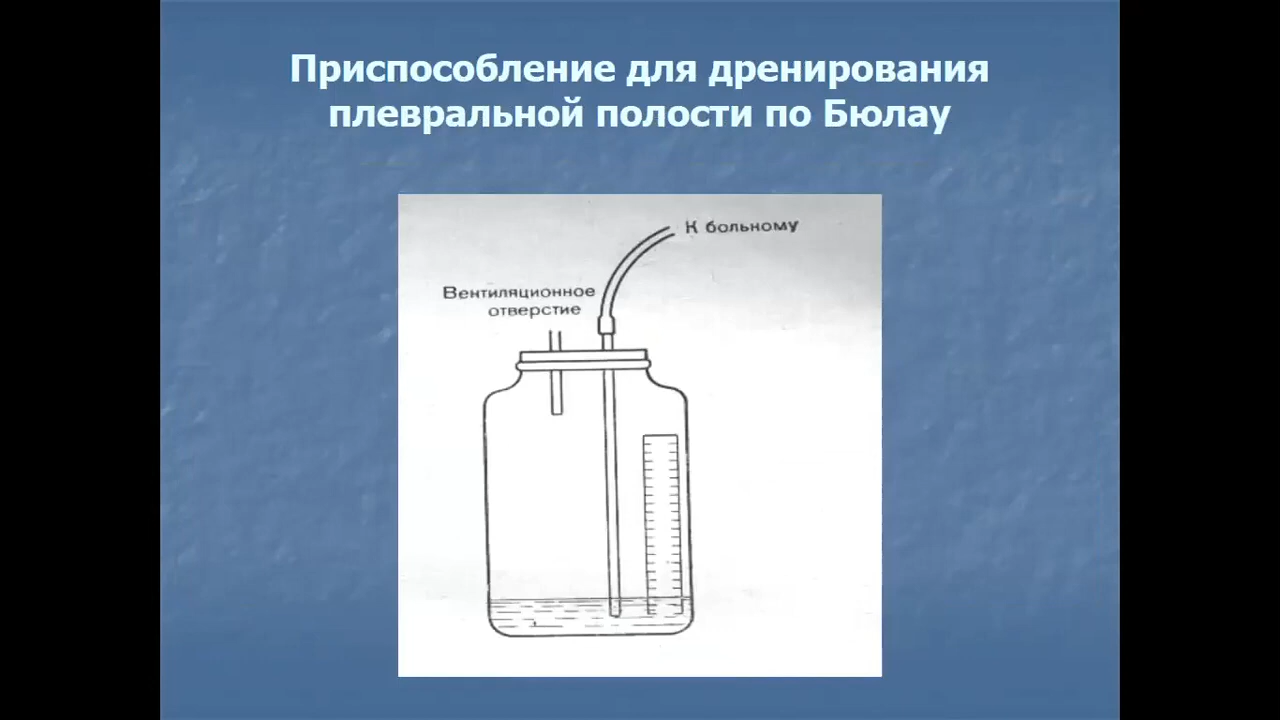 Приспособление для дренирования
плевральной полости по Бюлау
К больному
Вентиляционное
отверстие